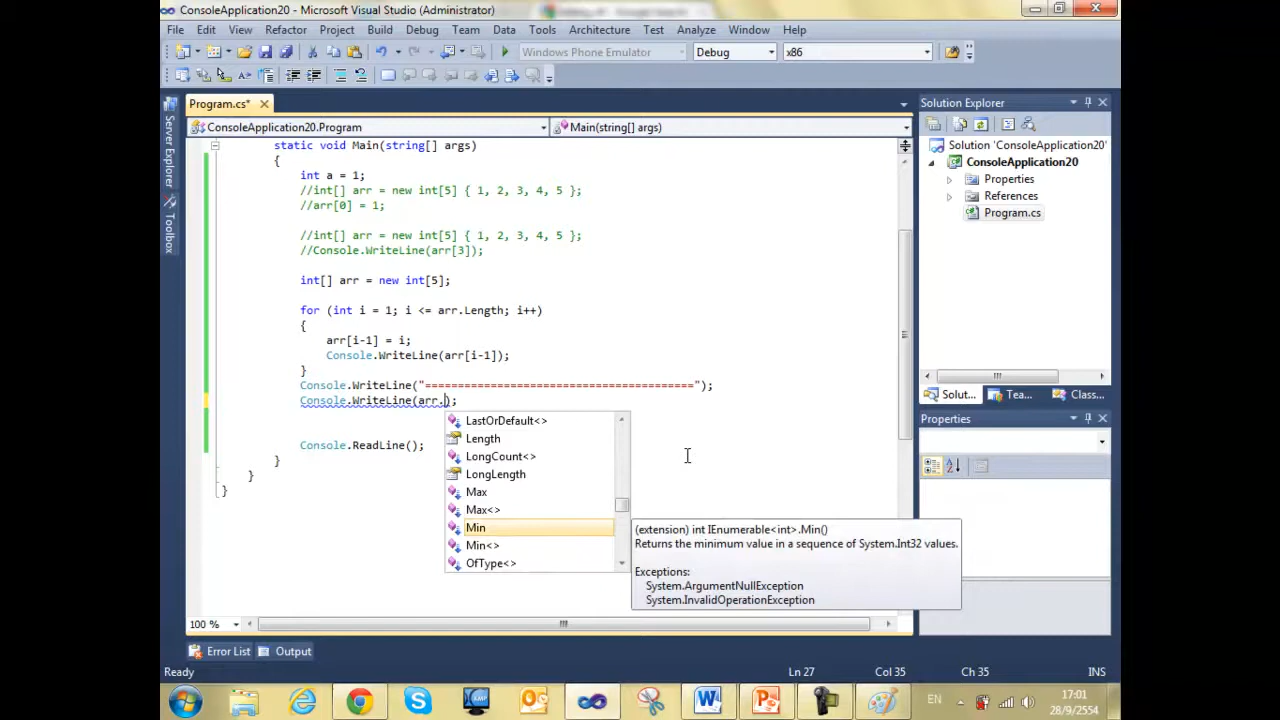 ConsoleApplication20 - Microsoft Visual Studio (Administrator)
File Edit View Refactor Project Build Debug Team Data Tools Architecture Test Analyze Window Help
Windows Phone Emulator Debug x86
Program.cs* Solution Explorer
ConsoleApplication20.Program Main(string[] args)
static void Main(string[] args)
{
int a = 1;
//int[] arr = new int[5] { 1, 2, 3, 4, 5 };
//arr[0] = 1;
//int[] arr = new int[5] { 1, 2, 3, 4, 5 };
//Console.WriteLine(arr[3]);
int[] arr = new int[5];
for (int i = 1; i <= arr.Length; i++)
{
arr[i-1] = i;
Console.WriteLine(arr[i-1]);
}
Console.WriteLine("=========================================");
Console.WriteLine(arr.);
Console.ReadLine();
}
}
}
LastOrDefault<>
Length
LongCount<>
LongLength
Max
Max<>
Min
Min<>
OfType<>
(extension) int IEnumerable<int>.Min()
Returns the minimum value in a sequence of System.Int32 values.
Exceptions:
System.ArgumentNullException
System.InvalidOperationException
Server Explorer
Toolbox
Solution 'ConsoleApplication20'
ConsoleApplication20
Properties
References
Program.cs
Solut... Tea... Class...
Properties
100 %
Error List Output
Ready Ln 27 Col 35 Ch 35 INS
EN 17:01
28/9/2554